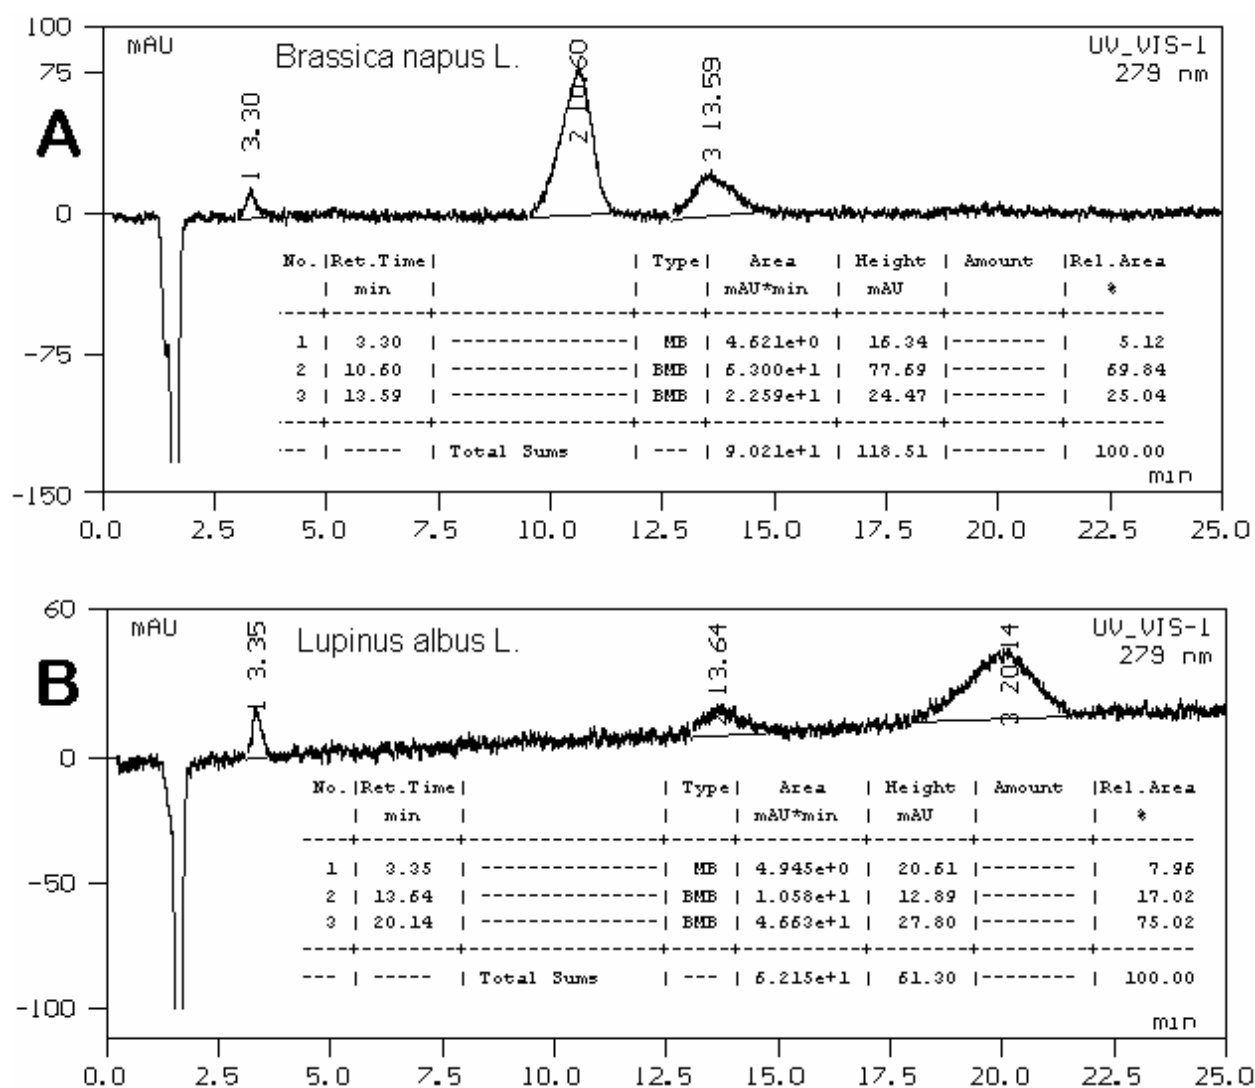 100
mAU
Brassica napus L.
UV_VIS-1
279 nm
75
A
0
-75
-150
1 3.30
2 10.60
3 13.59
No. |Ret.Time| | Type| Area | Height | Amount |Rel.Area
| min | | | mAU*min | mAU | | %
1 | 3.30 | ---------------- | MB | 4.621e+0 | 16.34 |-------- | 5.12
2 | 10.60 | ---------------- | BMB | 6.300e+1 | 77.69 |-------- | 69.84
3 | 13.59 | ---------------- | BMB | 2.259e+1 | 24.47 |-------- | 25.04
--- | ----- | Total Sums | --- | 9.021e+1 | 118.51 |-------- | 100.00
min
0.0 2.5 5.0 7.5 10.0 12.5 15.0 17.5 20.0 22.5 25.0
60
mAU
Lupinus albus L.
UV_VIS-1
279 nm
B
0
-50
-100
1 3.35
13.64
3 20.14
No. |Ret.Time| | Type| Area | Height | Amount |Rel.Area
| min | | | mAU*min | mAU | | %
1 | 3.35 | ---------------- | MB | 4.945e+0 | 20.61 |-------- | 7.96
2 | 13.64 | ---------------- | BMB | 1.058e+1 | 12.89 |-------- | 17.02
3 | 20.14 | ---------------- | BMB | 4.663e+1 | 27.80 |-------- | 75.02
--- | ----- | Total Sums | --- | 6.215e+1 | 61.30 |-------- | 100.00
min
0.0 2.5 5.0 7.5 10.0 12.5 15.0 17.5 20.0 22.5 25.0